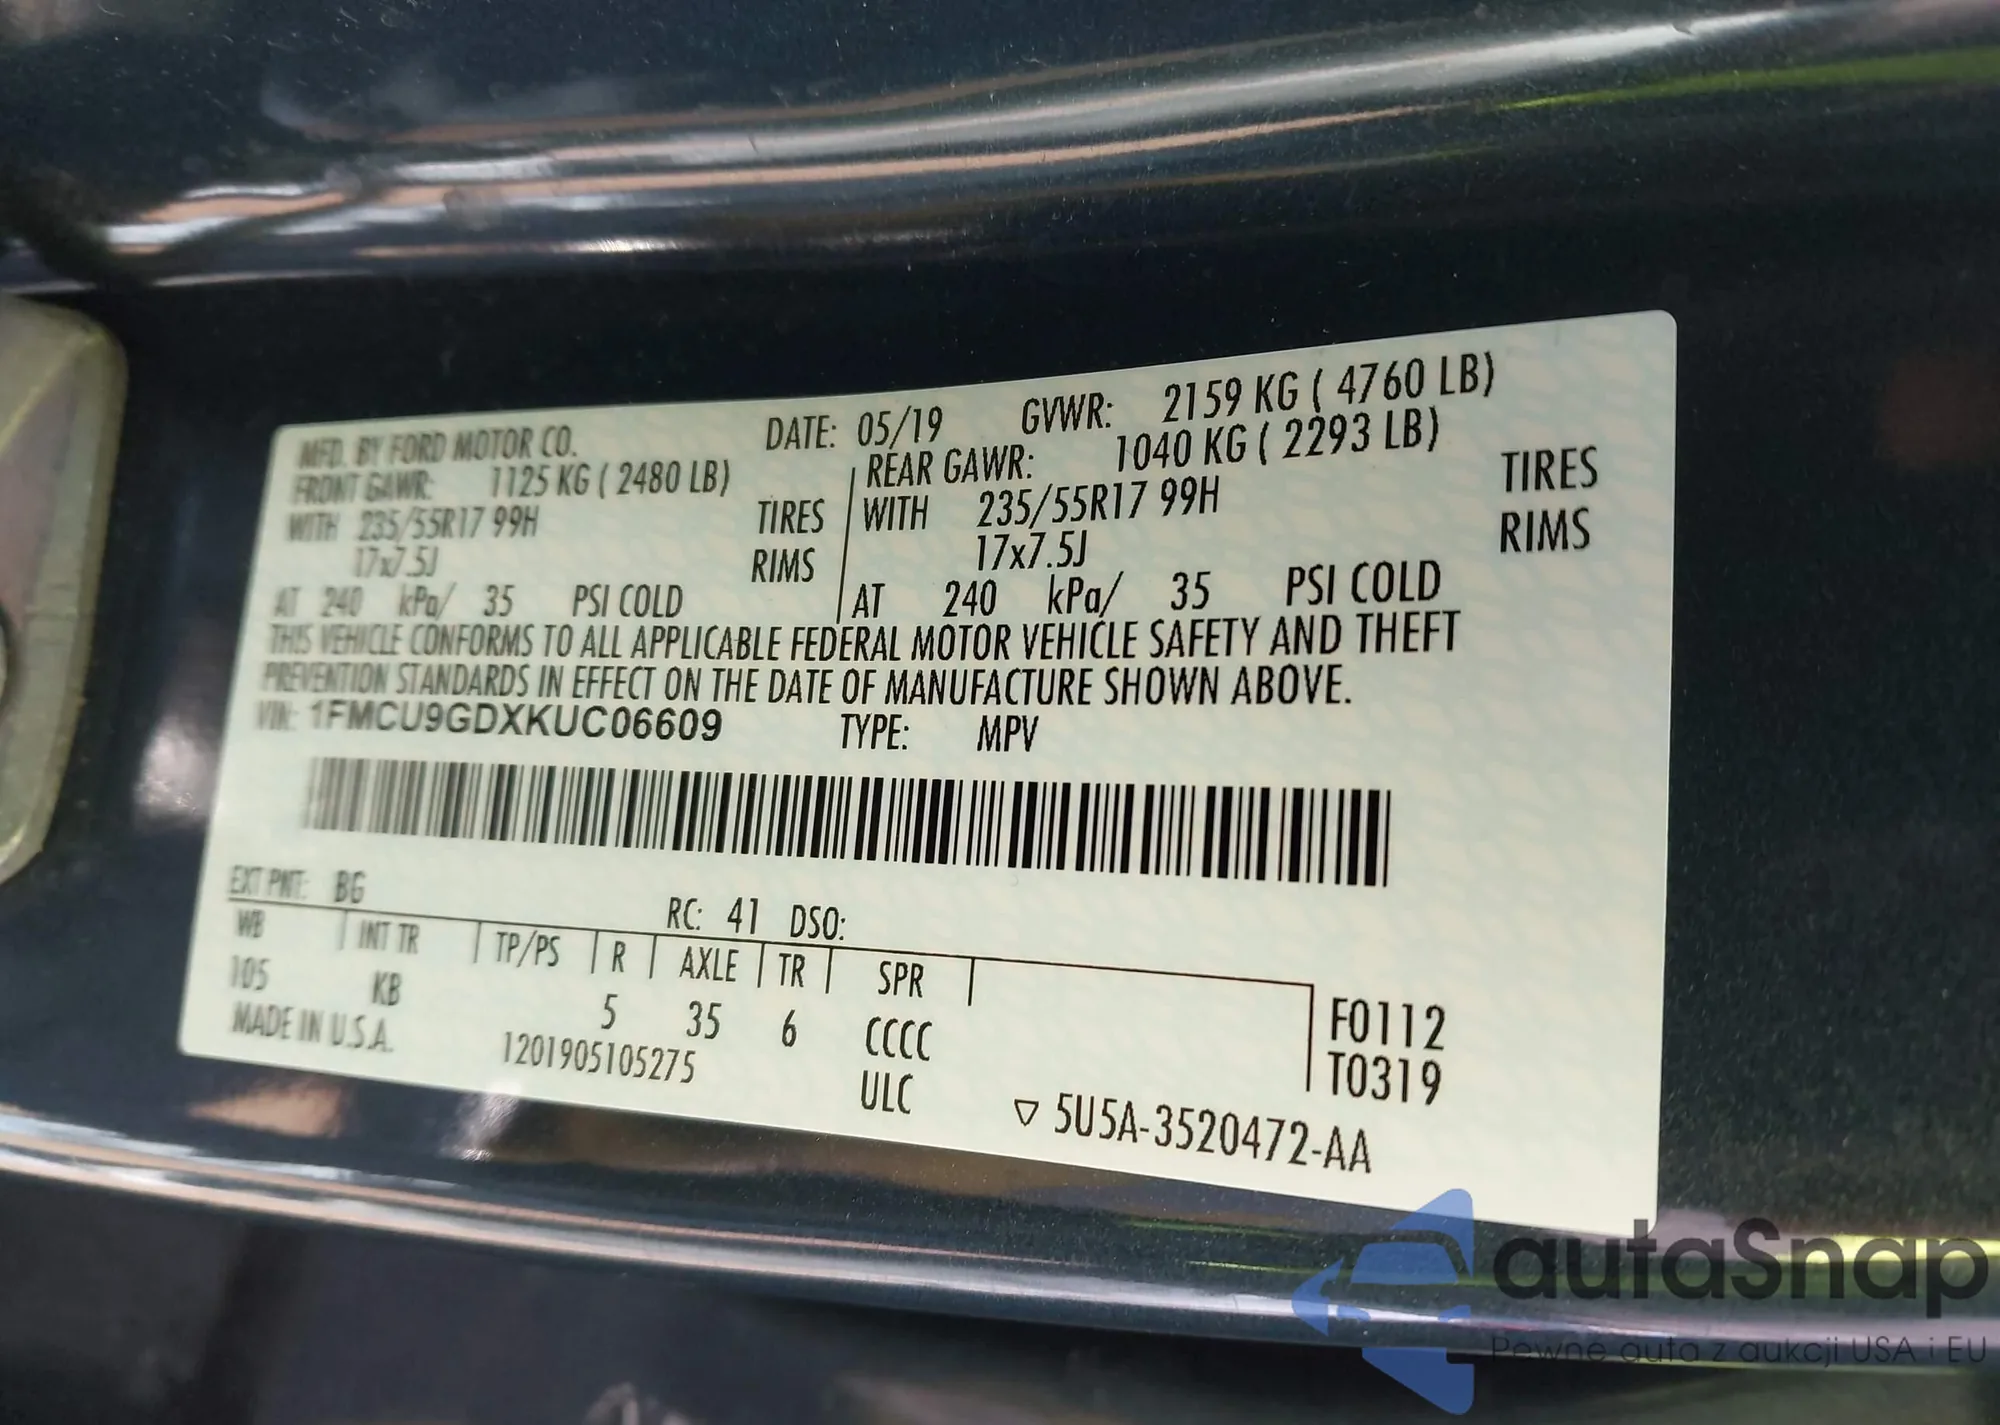 MFD. BY FORD MOTOR CO. DATE: 05/19 GVWR: 2159 KG ( 4760 LB)
FRONT GAWR: 1125 KG ( 2480 LB) REAR GAWR: 1040 KG ( 2293 LB)
WITH 235/55R17 99H TIRES WITH 235/55R17 99H TIRES
17x7.5J RIMS 17x7.5J RIMS
AT 240 kPa/ 35 PSI COLD AT 240 kPa/ 35 PSI COLD
THIS VEHICLE CONFORMS TO ALL APPLICABLE FEDERAL MOTOR VEHICLE SAFETY AND THEFT
PREVENTION STANDARDS IN EFFECT ON THE DATE OF MANUFACTURE SHOWN ABOVE.
VIN: 1FMCU9GDXKUC06609 TYPE: MPV
EXT PNT: BG RC: 41 DSO:
WB INT TR TP/PS R AXLE TR SPR
105 KB 5 35 6 CCCC F0112
MADE IN U.S.A. 1201905105275 ULC T0319
▽ 5U5A-3520472-AA
autaSnap
Pewne auta z aukcji USA i EU